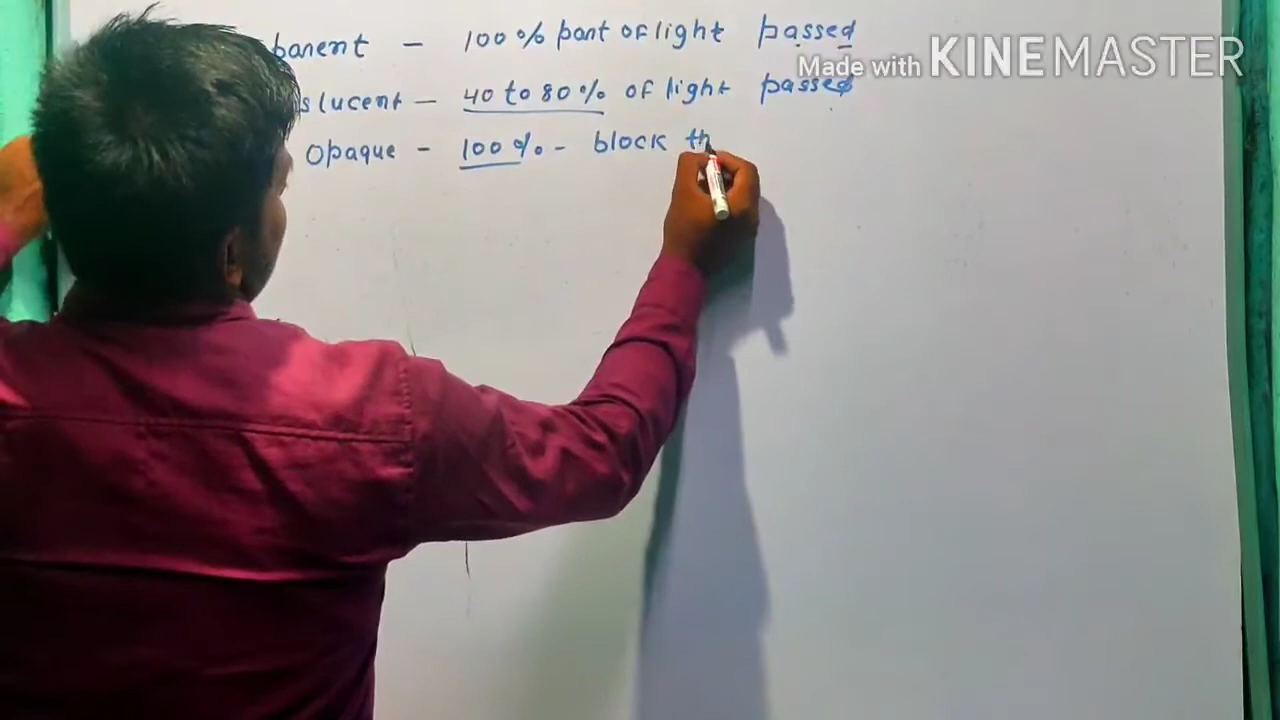 parent - 100% part of light passed
Made with KINEMASTER
slucent - 40 to 80% of light passed
opaque - 100% - block th